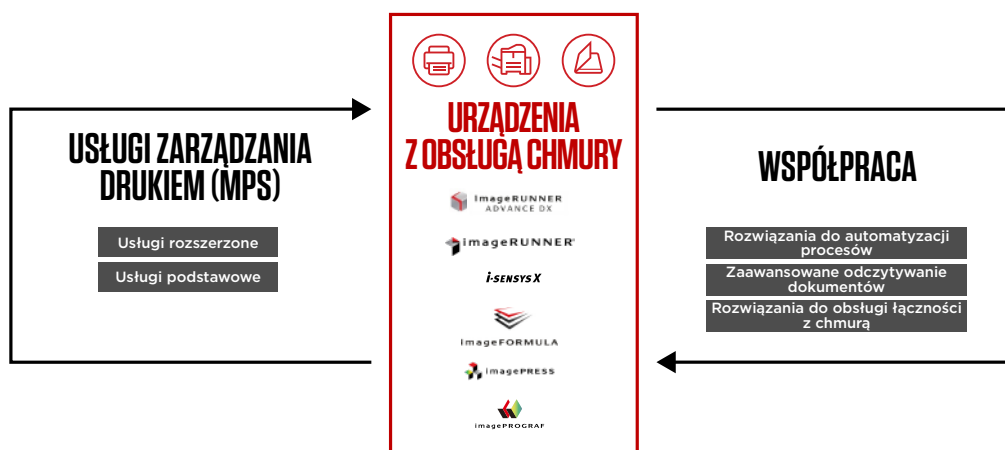 USŁUGI ZARZĄDZANIA
DRUKIEM (MPS)
Usługi rozszerzone
Usługi podstawowe
URZĄDZENIA
Z OBSŁUGĄ CHMURY
imageRUNNER
ADVANCE DX
imageRUNNER
i-SENSYS X
imageFORMULA
imagePRESS
imagePROGRAF
WSPÓŁPRACA
Rozwiązania do automatyzacji
procesów
Zaawansowane odczytywanie
dokumentów
Rozwiązania do obsługi łączności
z chmurą